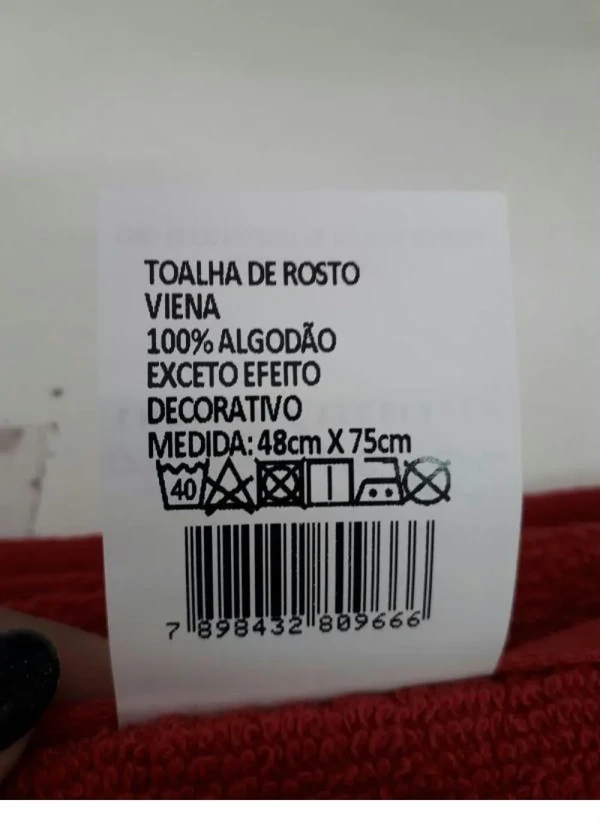 TOALHA DE ROSTO
VIENA
100% ALGODÃO
EXCETO EFEITO
DECORATIVO
MEDIDA: 48cm X 75cm
40
7 898432 809666